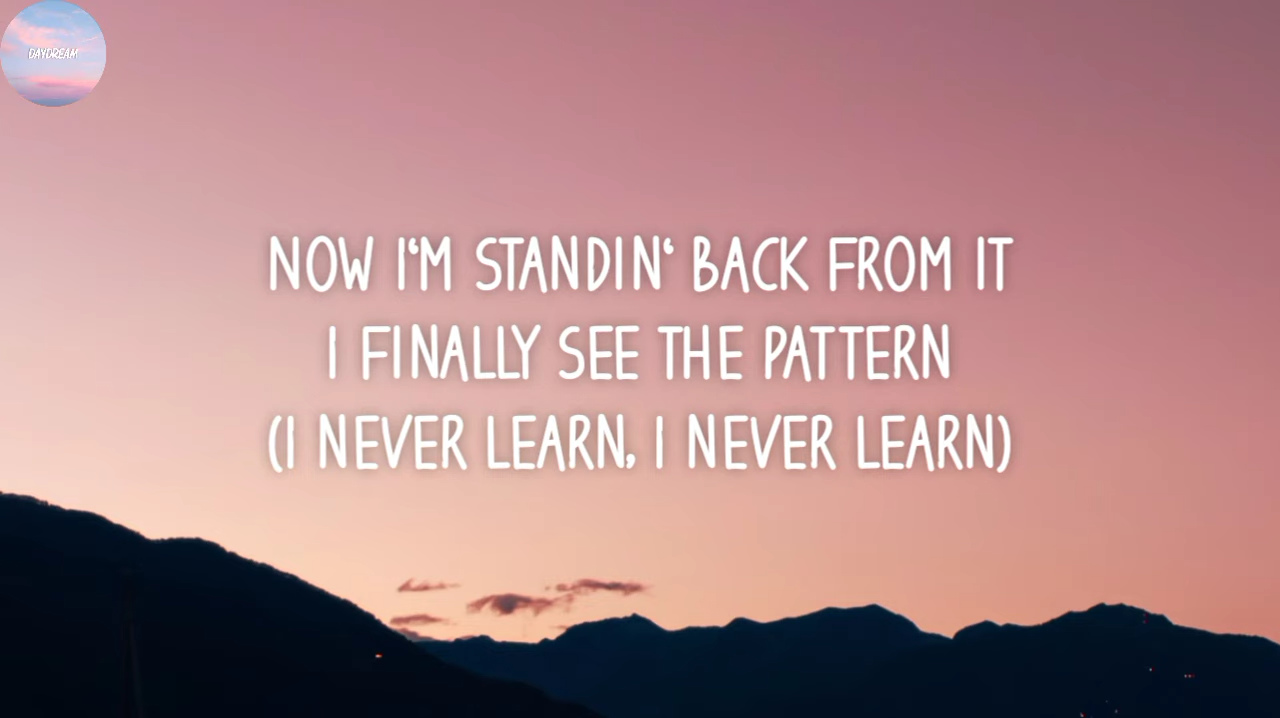 DAYDREAM
NOW I‘M STANDIN‘ BACK FROM IT
I FINALLY SEE THE PATTERN
(I NEVER LEARN, I NEVER LEARN)